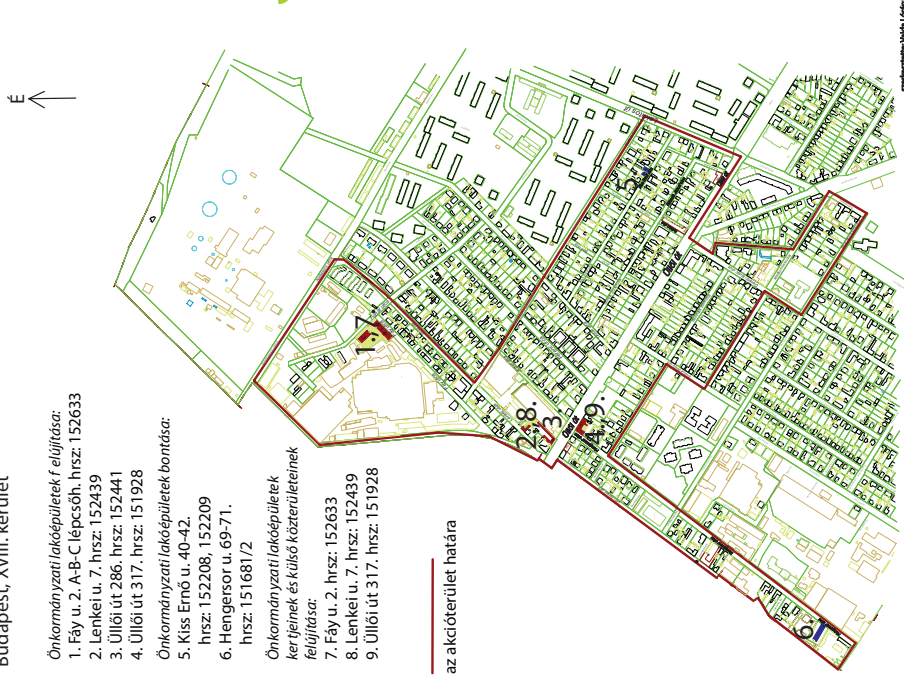 Budapest, XVIII. kerület
É
Önkormányzati lakóépületek f elújítása:
1. Fáy u. 2. A-B-C lépcsőh. hrsz: 152633
2. Lenkei u. 7. hrsz: 152439
3. Üllői út 286. hrsz: 152441
4. Üllői út 317. hrsz: 151928
Önkormányzati lakóépületek bontása:
5. Kiss Ernő u. 40-42.
hrsz: 152208, 152209
6. Hengersor u. 69-71.
hrsz: 151681/2
Önkormányzati lakóépületek
kertjeinek és külső közterületeinek
felújítása:
7. Fáy u. 2. hrsz: 152633
8. Lenkei u. 7. hrsz: 152439
9. Üllői út 317. hrsz: 151928
az akcióterület határa
1.,7.
2.,8.
3.
4.,9.
5.
6.